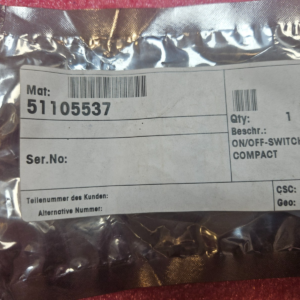 Mat:
51105537
Ser.No:
Teilenummer des Kunden:
Alternative Nummer:
Qty: 1
Beschr.:
ON/OFF-SWITCH
COMPACT
CSC:
Geo: